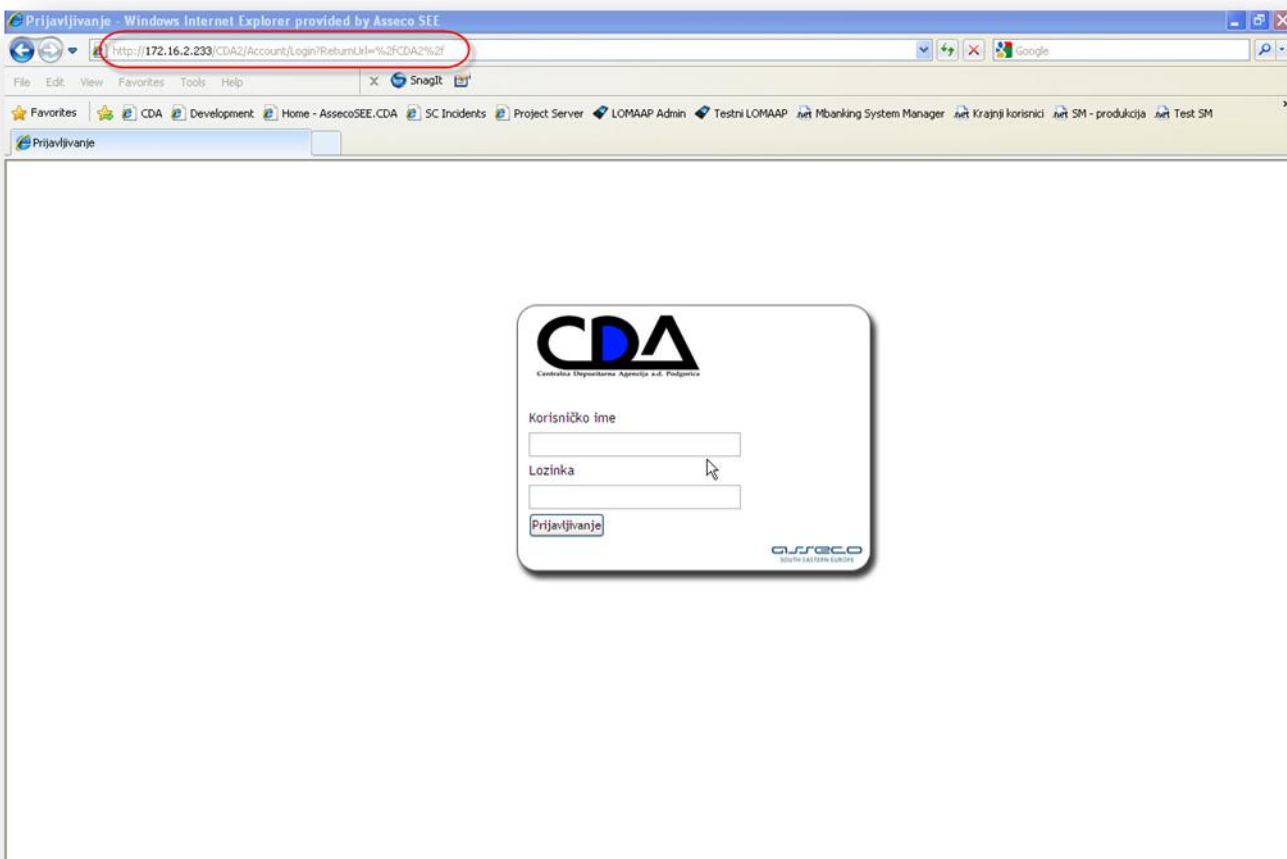 Prijavljivanje - Windows Internet Explorer provided by Asseco SEE
http://172.16.2.233/CDA2/Account/Login?ReturnUrl=%2fCDA2%2f
Google
File Edit View Favorites Tools Help
X SnagIt
Favorites CDA Development Home - AssecoSEE.CDA SC Incidents Project Server LOMAAP Admin Testni LOMAAP Mbanking System Manager Krajnji korisnici SM - produkcija Test SM
Prijavljivanje
CDA
Centralna Depozitarna Agencija a.d. Podgorica
Korisničko ime
Lozinka
Prijavljivanje
asseco
SOUTH EASTERN EUROPE